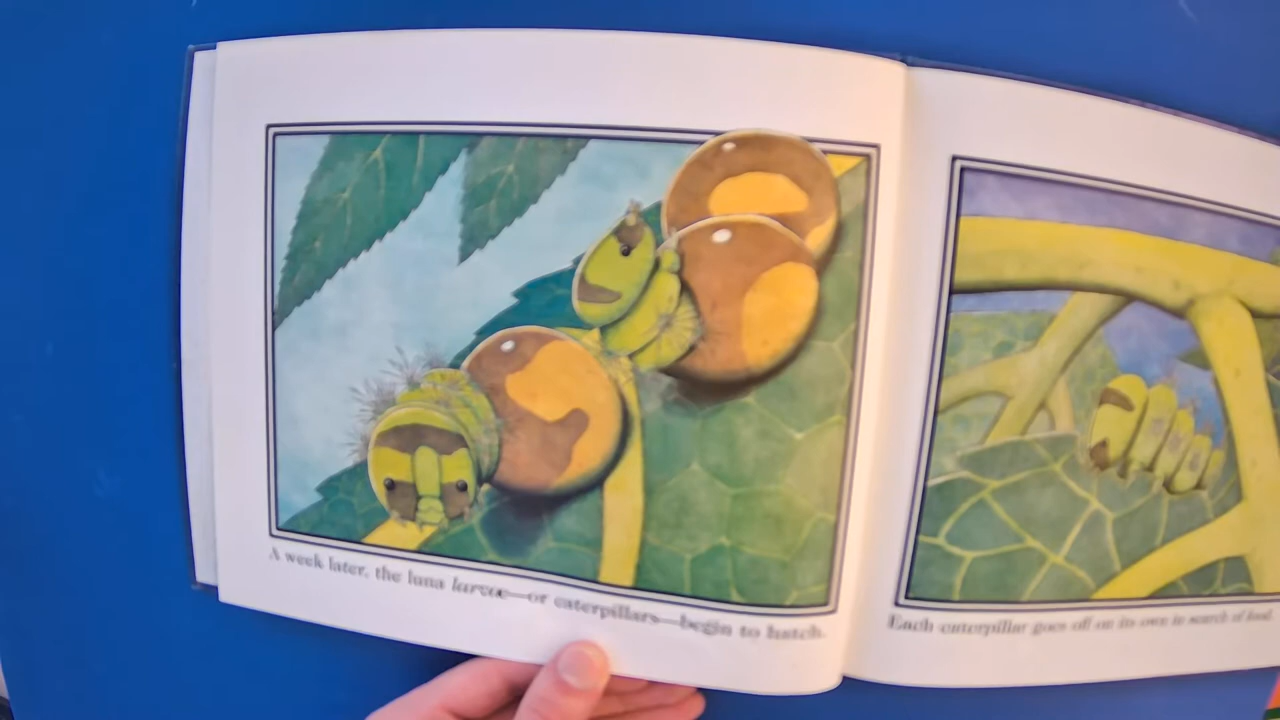 A week later, the luna larvae—or caterpillars—begin to hatch.
Each caterpillar goes off on its own in search of food.